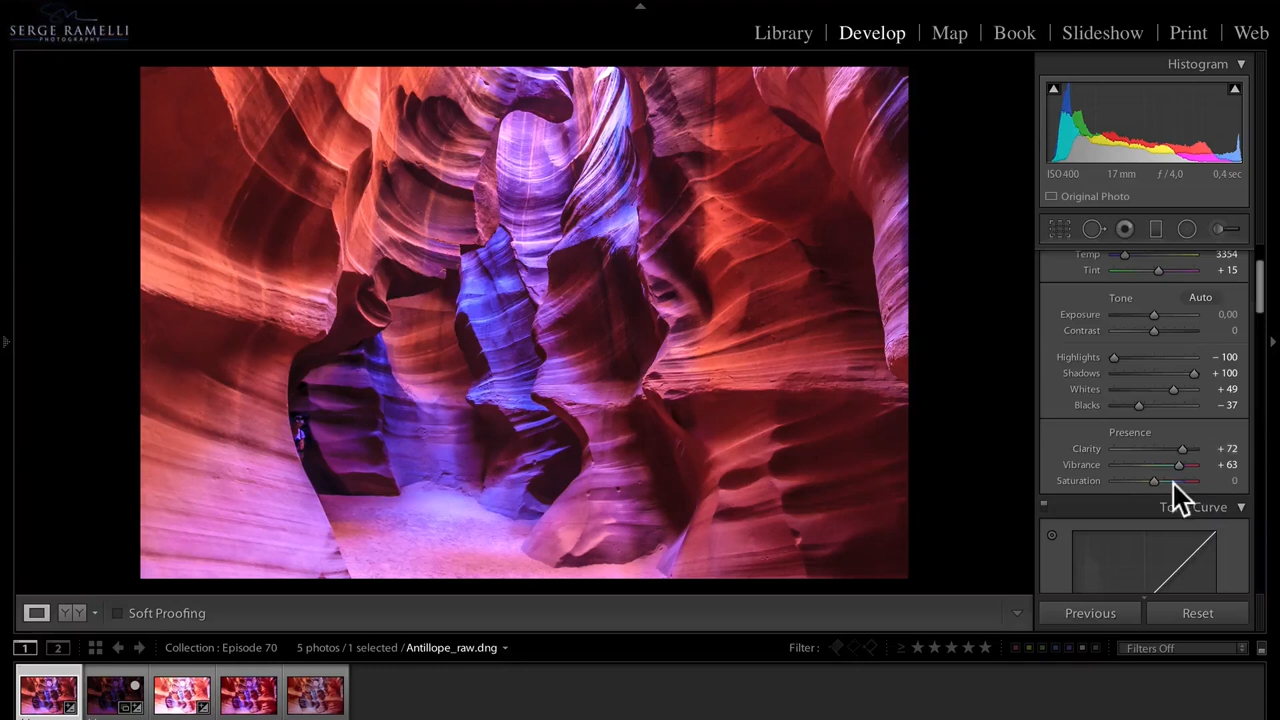 SERGE RAMELLI
PHOTOGRAPHY
Library | Develop | Map | Book | Slideshow | Print | Web
Histogram
ISO 400 17 mm ƒ / 4,0 0,4 sec
Original Photo
Temp 3354
Tint + 15
Tone Auto
Exposure 0,00
Contrast 0
Highlights − 100
Shadows + 100
Whites + 49
Blacks − 37
Presence
Clarity + 72
Vibrance + 63
Saturation 0
Curve
Previous Reset
YY Soft Proofing
1 2 Collection : Episode 70 5 photos / 1 selected / Antillope_raw.dng Filter : ≥ ★★★★★ Filters Off